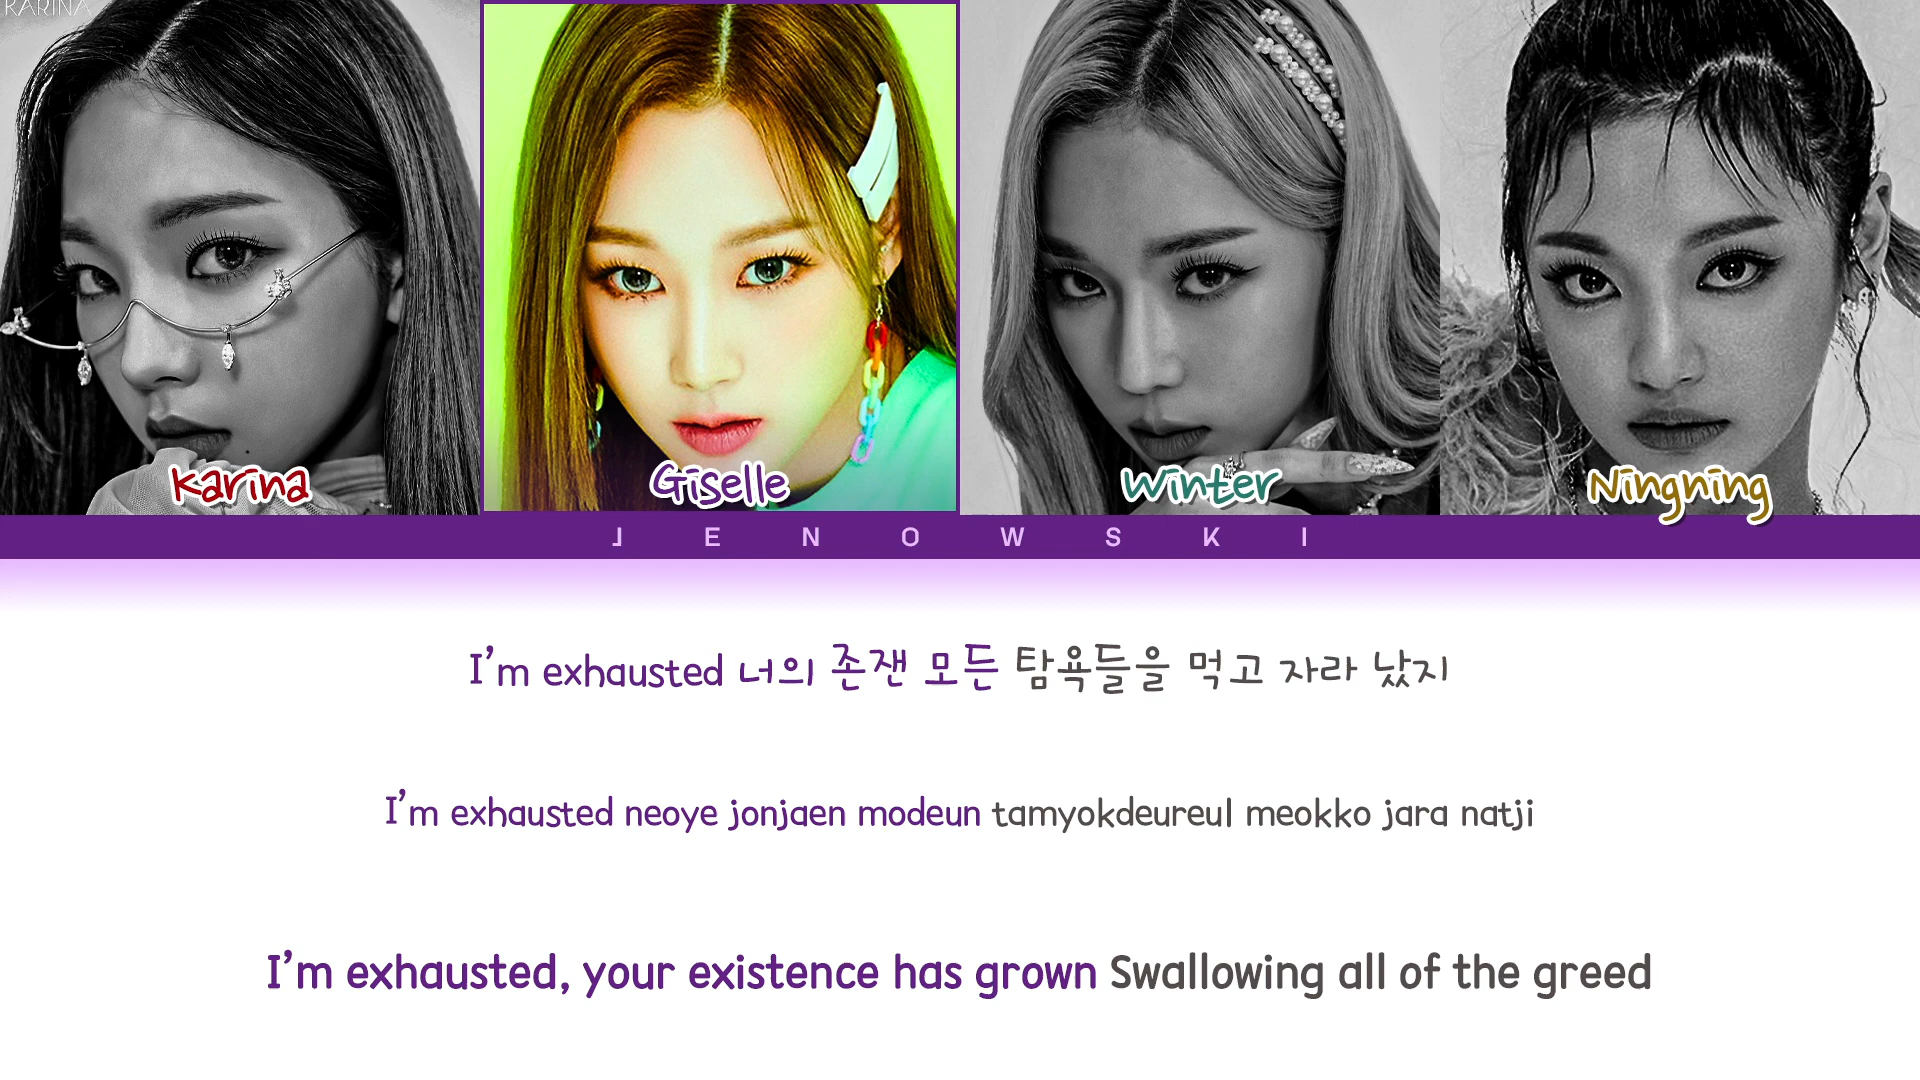 KARINA
Karina
Giselle
Winter
Ningning
JENOWSKI
I'm exhausted 너의 존잰 모든 탐욕들을 먹고 자라 났지
I'm exhausted neoye jonjaen modeun tamyokdeureul meokko jara natji
I'm exhausted, your existence has grown Swallowing all of the greed